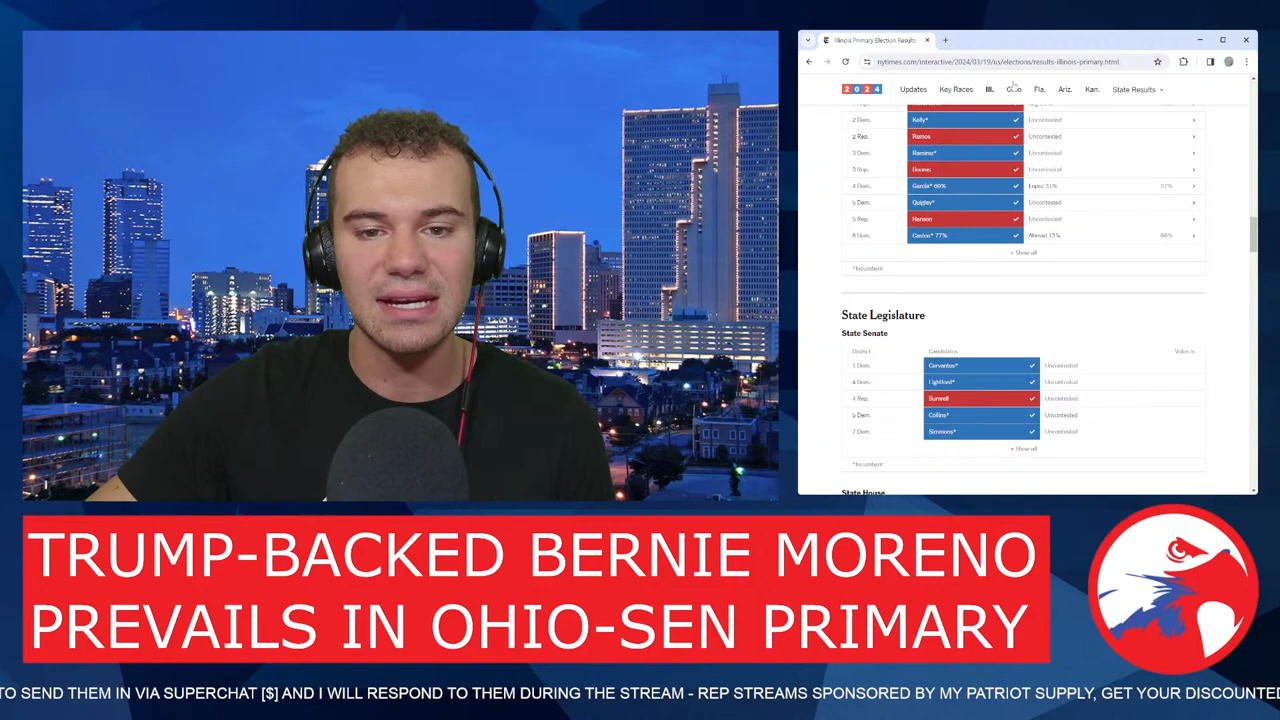 Illinois Primary Election Results
nytimes.com/interactive/2024/03/19/us/elections/results-illinois-primary.html
2024 Updates Key Races Ill. Ohio Fla. Ariz. Kan. State Results
2 Dem. Kelly* Uncontested
2 Rep. Ramos Uncontested
3 Dem. Ramirez* Uncontested
3 Rep. Booras Uncontested
4 Dem. García* 69% Lopez 31% 57%
5 Dem. Quigley* Uncontested
5 Rep. Hanson Uncontested
6 Dem. Casten* 77% Ahmad 13% 68%
+ Show all
*Incumbent
State Legislature
State Senate
District Candidates Votes in
1 Dem. Cervantes* Uncontested
4 Dem. Lightford* Uncontested
4 Rep. Uncontested
5 Dem. Collins* Uncontested
7 Dem. Simmons* Uncontested
+ Show all
*Incumbent
State House
TRUMP-BACKED BERNIE MORENO
PREVAILS IN OHIO-SEN PRIMARY
TO SEND THEM IN VIA SUPERCHAT [$] AND I WILL RESPOND TO THEM DURING THE STREAM - REP STREAMS SPONSORED BY MY PATRIOT SUPPLY, GET YOUR DISCOUNTED